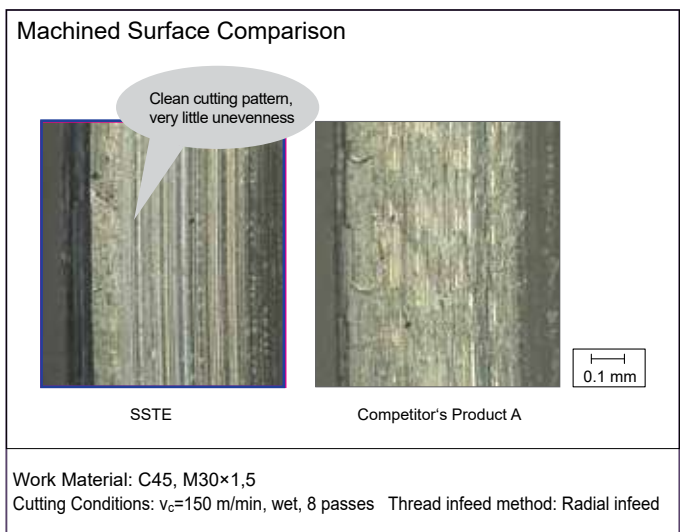 Machined Surface Comparison
Clean cutting pattern,
very little unevenness
SSTE
Competitor‘s Product A
0.1 mm
Work Material: C45, M30×1,5
Cutting Conditions: vc=150 m/min, wet, 8 passes Thread infeed method: Radial infeed